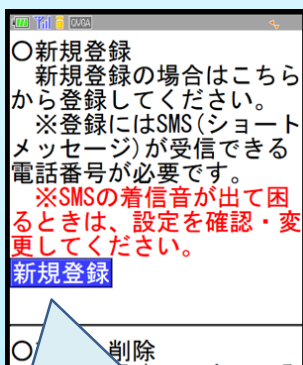 QVGA
〇新規登録
　新規登録の場合はこちら
から登録してください。
　※登録にはSMS(ショート
メッセージ)が受信できる
電話番号が必要です。
　※SMSの着信音が出て困
るときは、設定を確認・変
更してください。
新規登録
〇削除